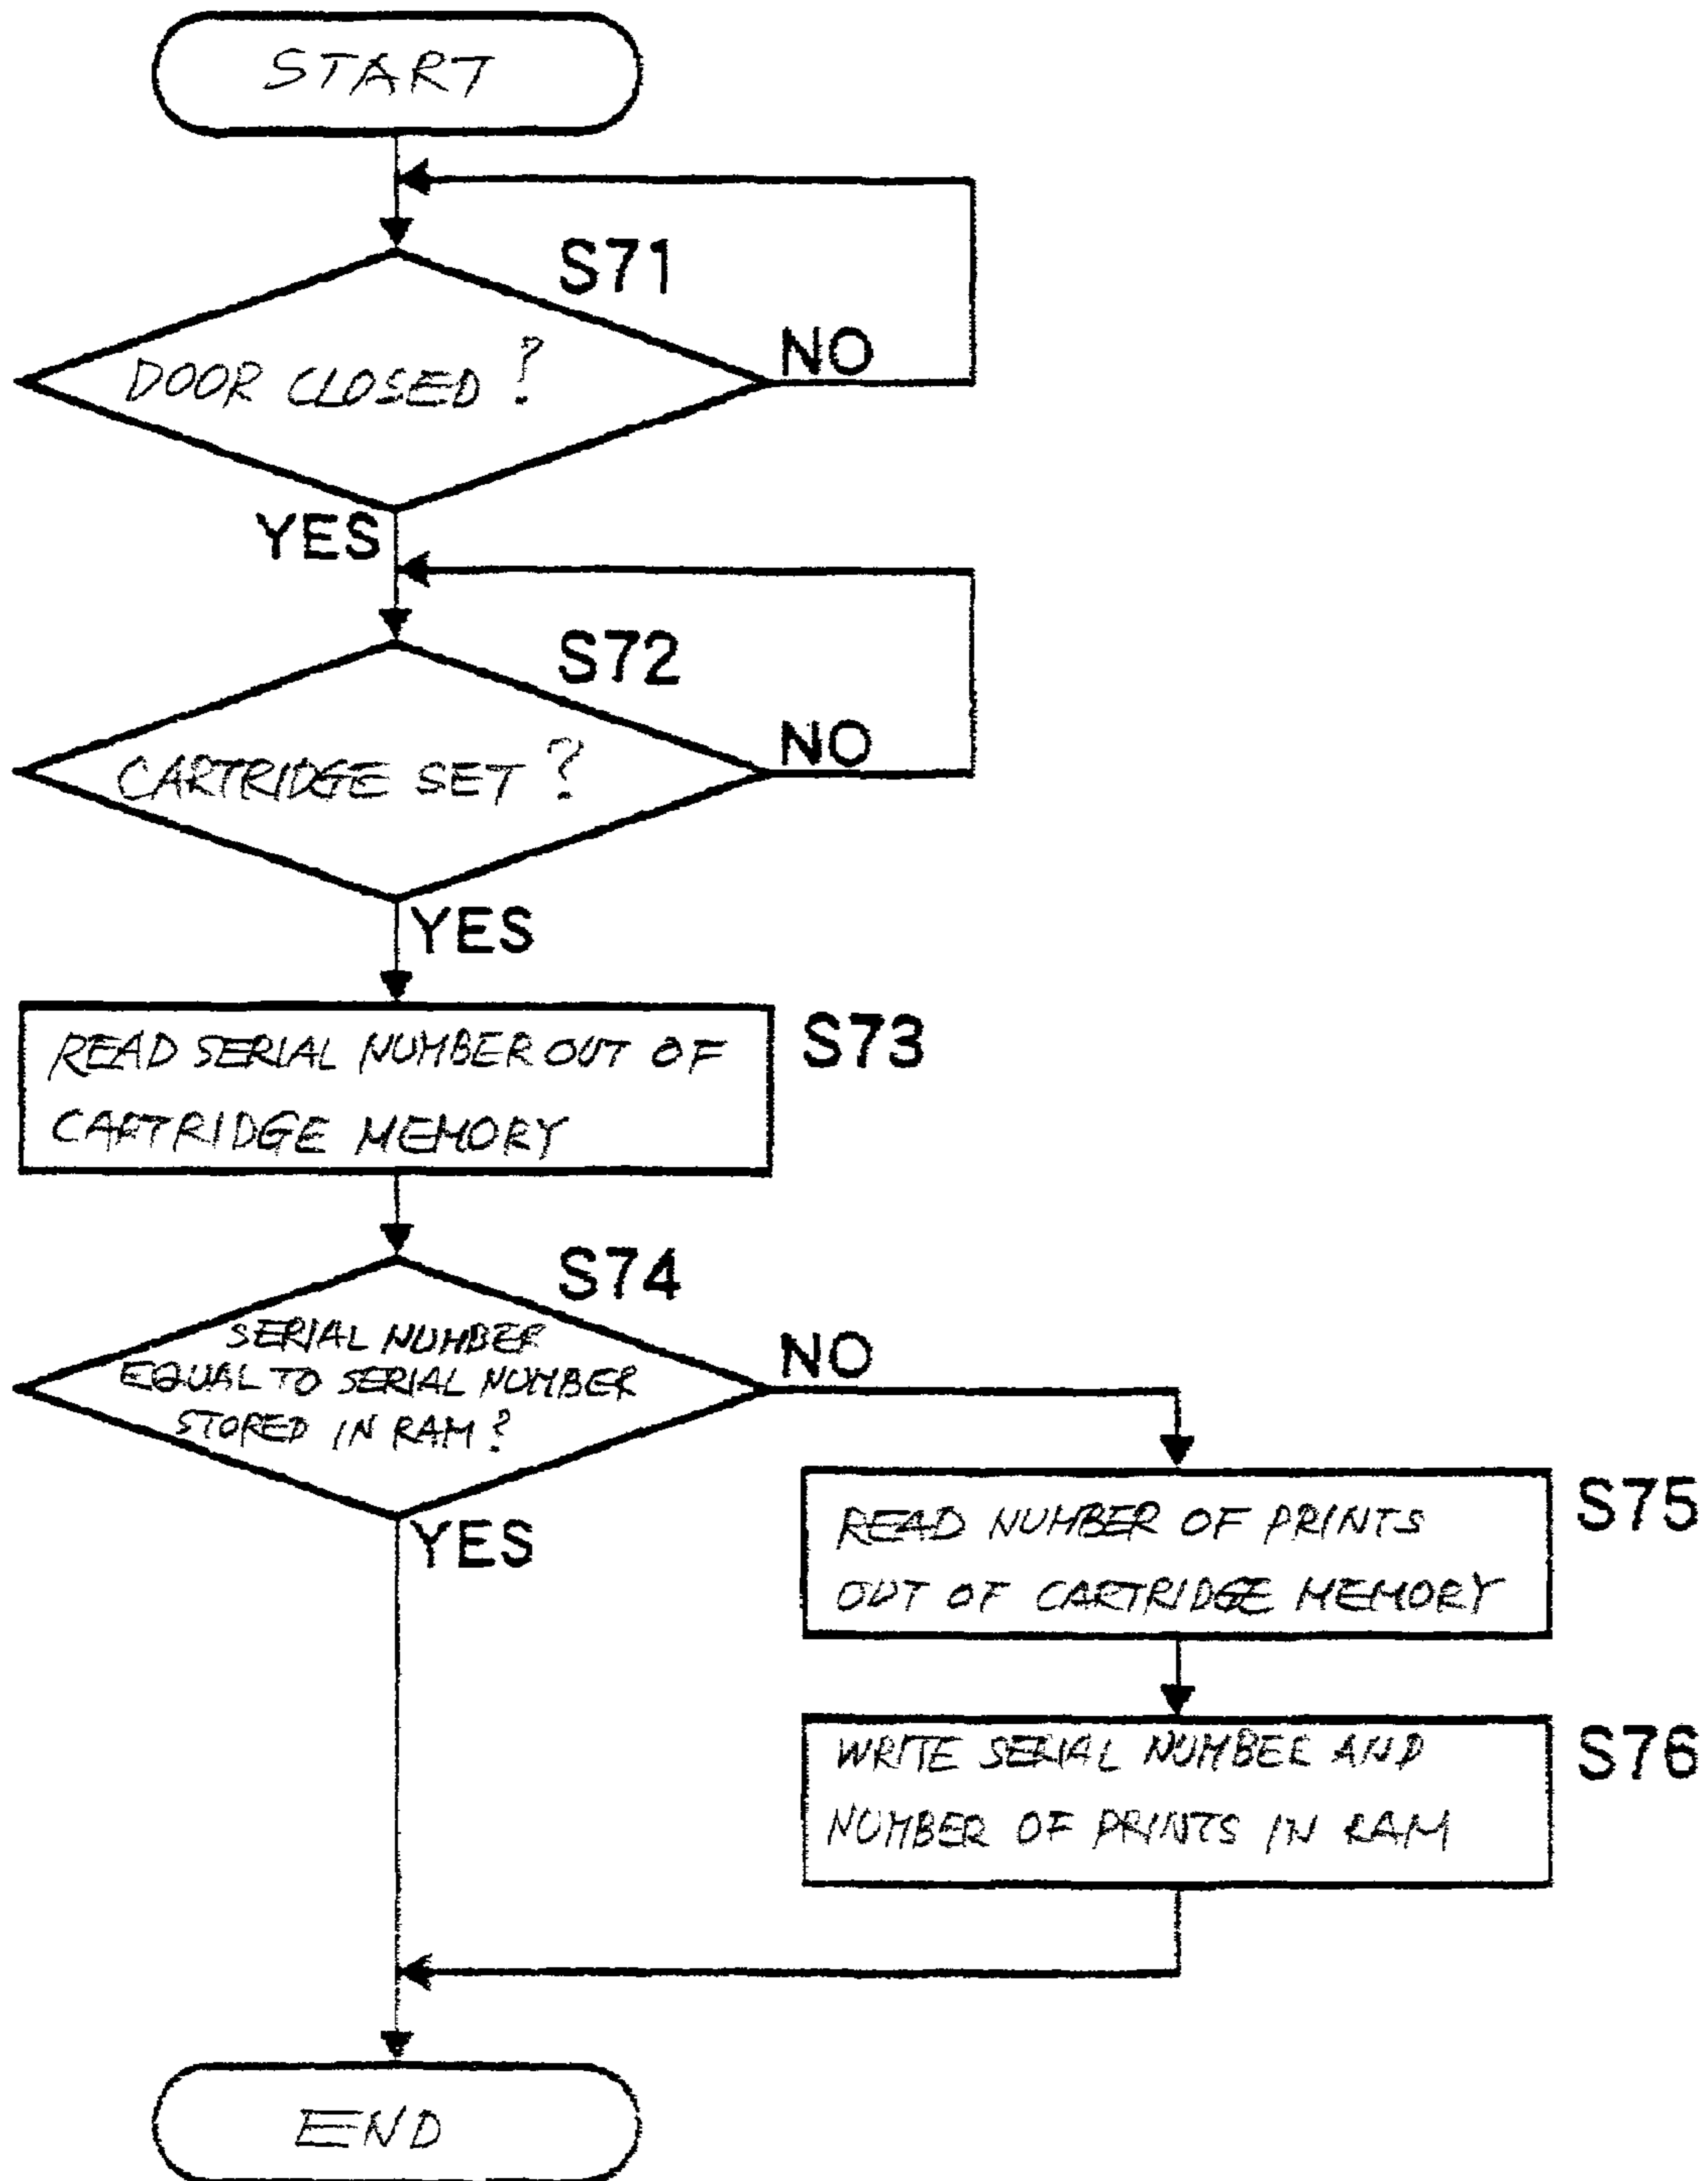 START
S71
DOOR CLOSED ?
NO
YES
S72
CARTRIDGE SET ?
NO
YES
READ SERIAL NUMBER OUT OF
CARTRIDGE MEMORY
S73
S74
SERIAL NUMBER
EQUAL TO SERIAL NUMBER
STORED IN RAM ?
NO
YES
READ NUMBER OF PRINTS
OUT OF CARTRIDGE MEMORY
S75
WRITE SERIAL NUMBER AND
NUMBER OF PRINTS IN RAM
S76
END